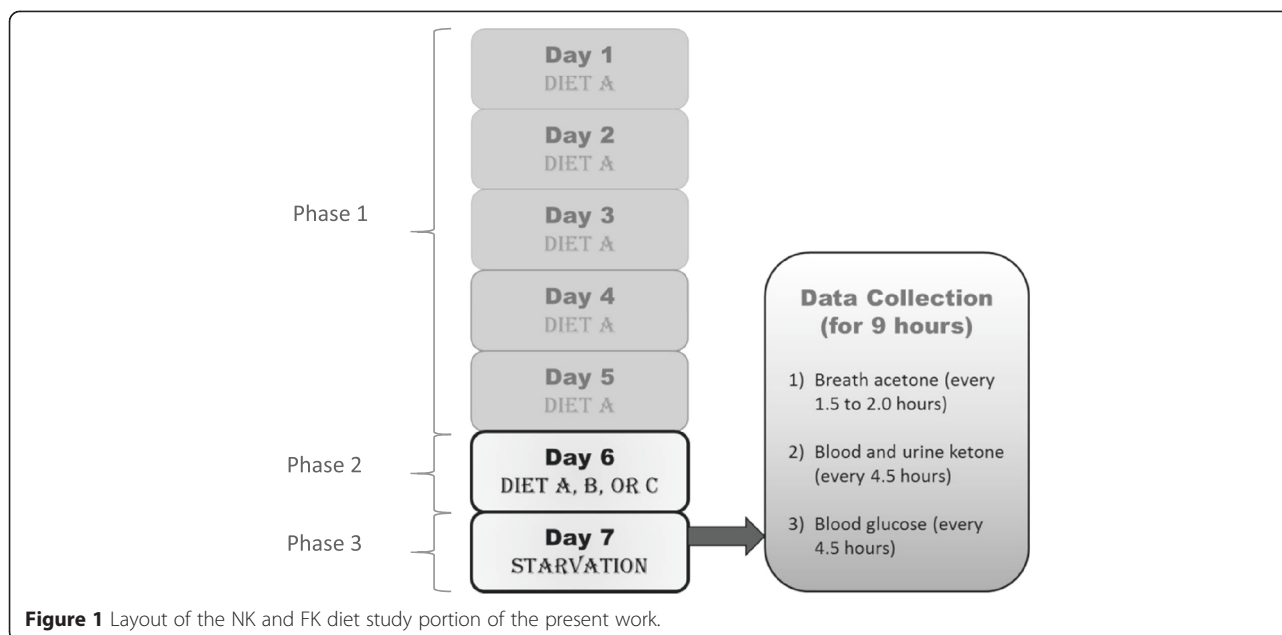 Phase 1
Day 1
DIET A
Day 2
DIET A
Day 3
DIET A
Day 4
DIET A
Day 5
DIET A
Phase 2
Day 6
DIET A, B, OR C
Phase 3
Day 7
STARVATION
Data Collection
(for 9 hours)
1) Breath acetone (every
1.5 to 2.0 hours)
2) Blood and urine ketone
(every 4.5 hours)
3) Blood glucose (every
4.5 hours)
Figure 1 Layout of the NK and FK diet study portion of the present work.